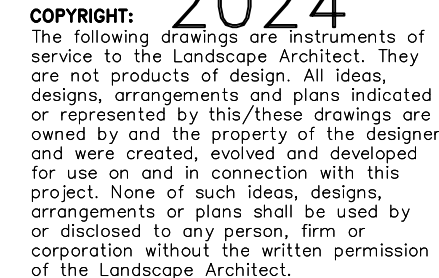 COPYRIGHT: 2024
The following drawings are instruments of
service to the Landscape Architect. They
are not products of design. All ideas,
designs, arrangements and plans indicated
or represented by this/these drawings are
owned by and the property of the designer
and were created, evolved and developed
for use on and in connection with this
project. None of such ideas, designs,
arrangements or plans shall be used by
or disclosed to any person, firm or
corporation without the written permission
of the Landscape Architect.